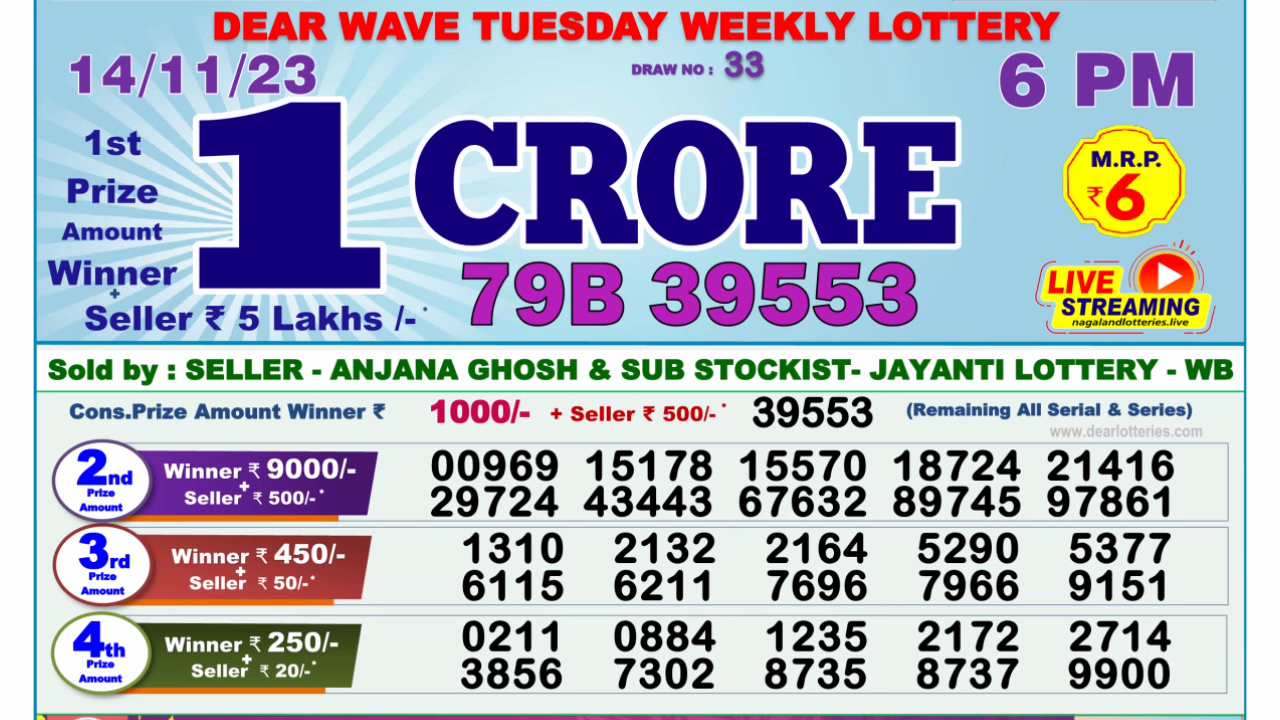 DEAR WAVE TUESDAY WEEKLY LOTTERY
14/11/23
DRAW NO : 33
6 PM
1st
Prize
Amount
Winner
+
Seller ₹ 5 Lakhs /- *
1 CRORE
79B 39553
M.R.P.
₹ 6
LIVE
STREAMING
nagalandlotteries.live
Sold by : SELLER - ANJANA GHOSH & SUB STOCKIST- JAYANTI LOTTERY - WB
Cons.Prize Amount Winner ₹ 1000/- + Seller ₹ 500/- * 39553 (Remaining All Serial & Series)
www.dearlotteries.com
2nd
Prize
Amount
Winner ₹ 9000/-
+
Seller ₹ 500/- *
00969 15178 15570 18724 21416
29724 43443 67632 89745 97861
3rd
Prize
Amount
Winner ₹ 450/-
+
Seller ₹ 50/- *
1310 2132 2164 5290 5377
6115 6211 7696 7966 9151
4th
Prize
Amount
Winner ₹ 250/-
+
Seller ₹ 20/- *
0211 0884 1235 2172 2714
3856 7302 8735 8737 9900